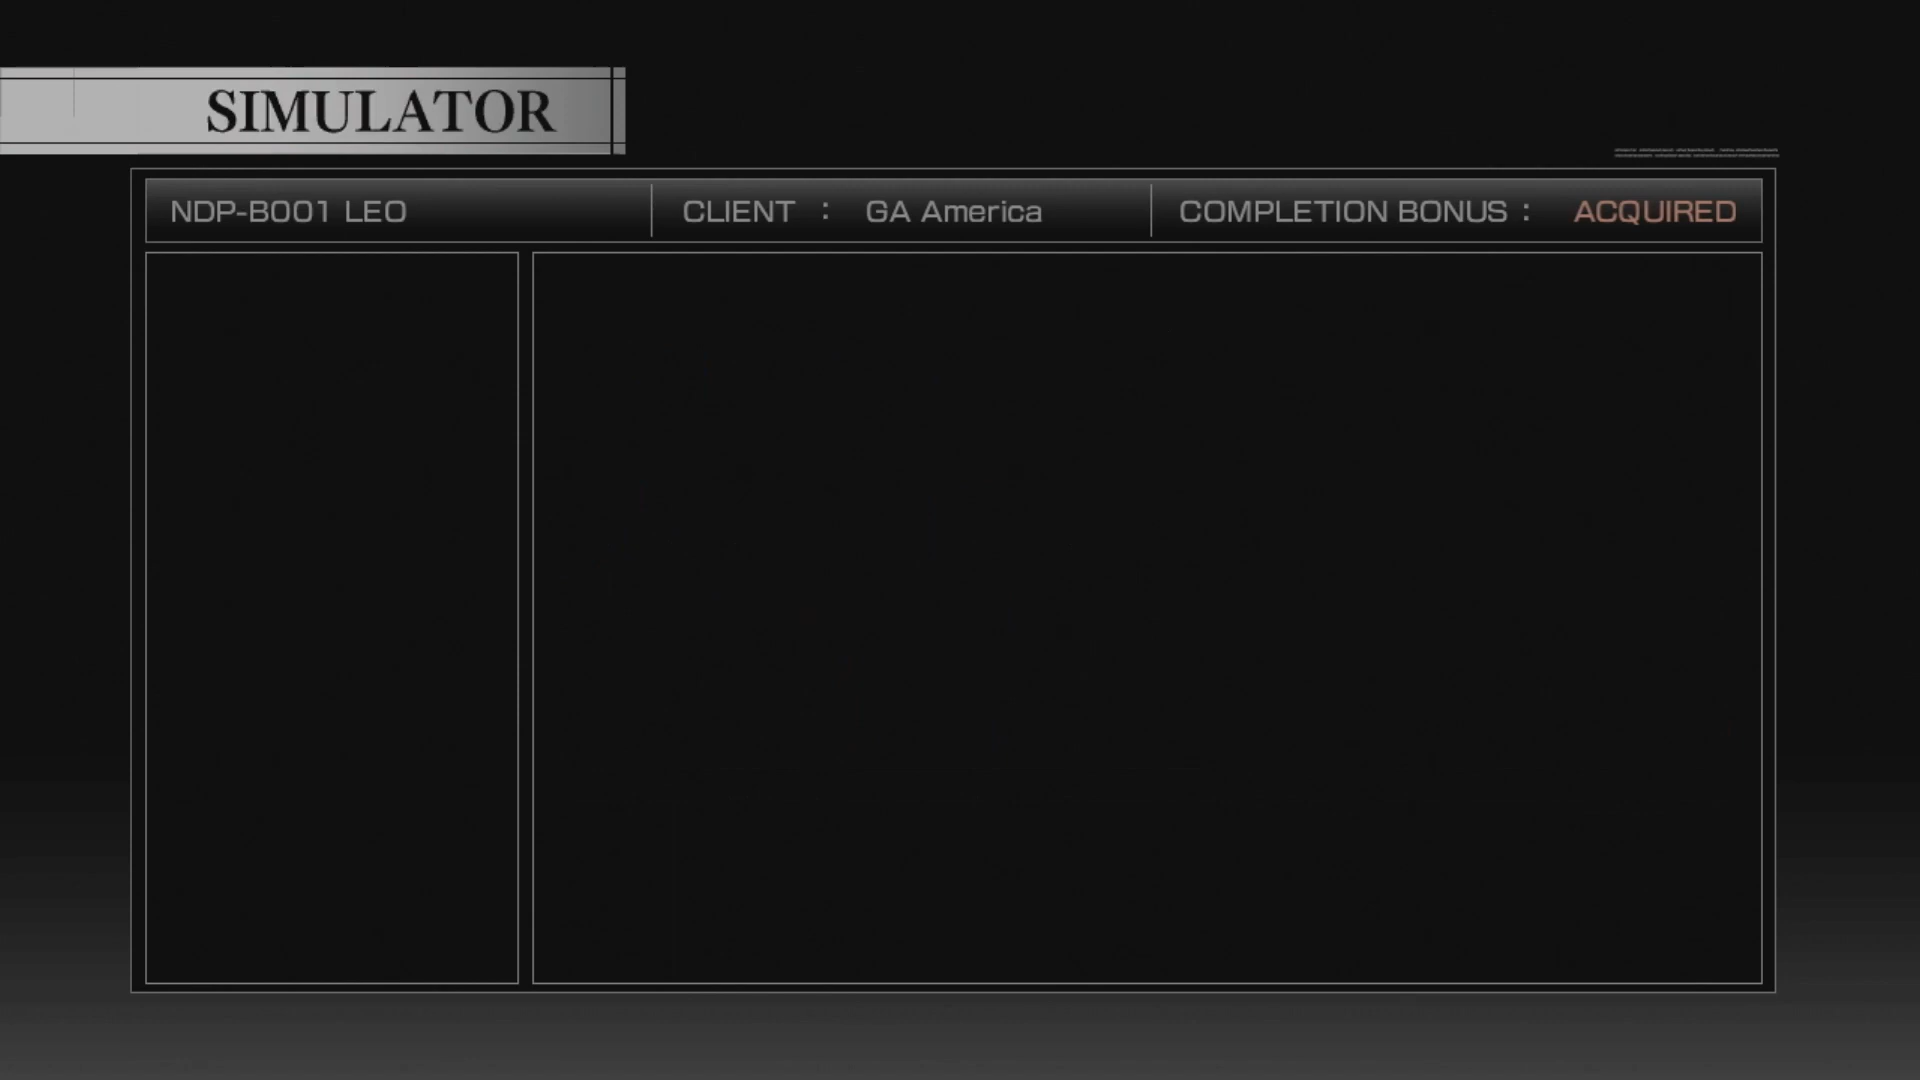 SIMULATOR
NDP-B001 LEO CLIENT : GA America COMPLETION BONUS : ACQUIRED